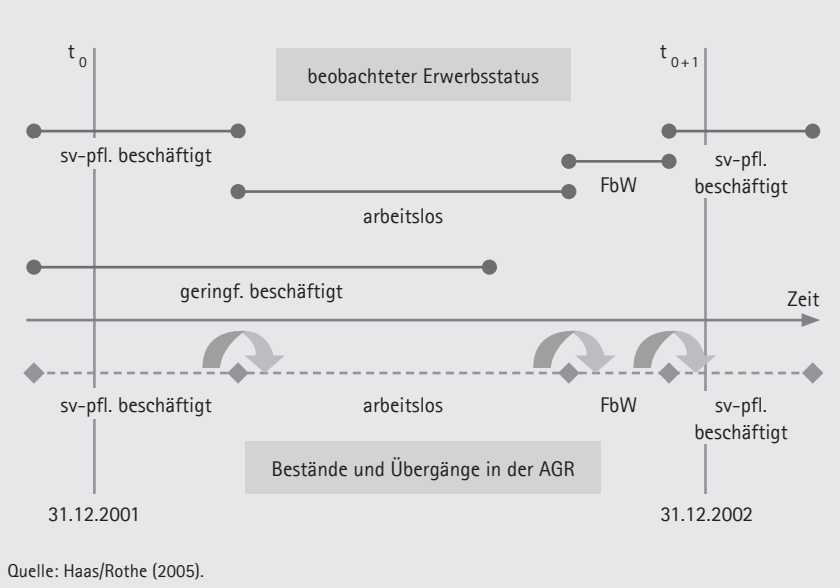 t 0
t 0+1
beobachteter Erwerbsstatus
sv-pfl. beschäftigt
FbW
sv-pfl.
beschäftigt
arbeitslos
geringf. beschäftigt
Zeit
sv-pfl. beschäftigt
arbeitslos
FbW
sv-pfl.
beschäftigt
Bestände und Übergänge in der AGR
31.12.2001
31.12.2002
Quelle: Haas/Rothe (2005).